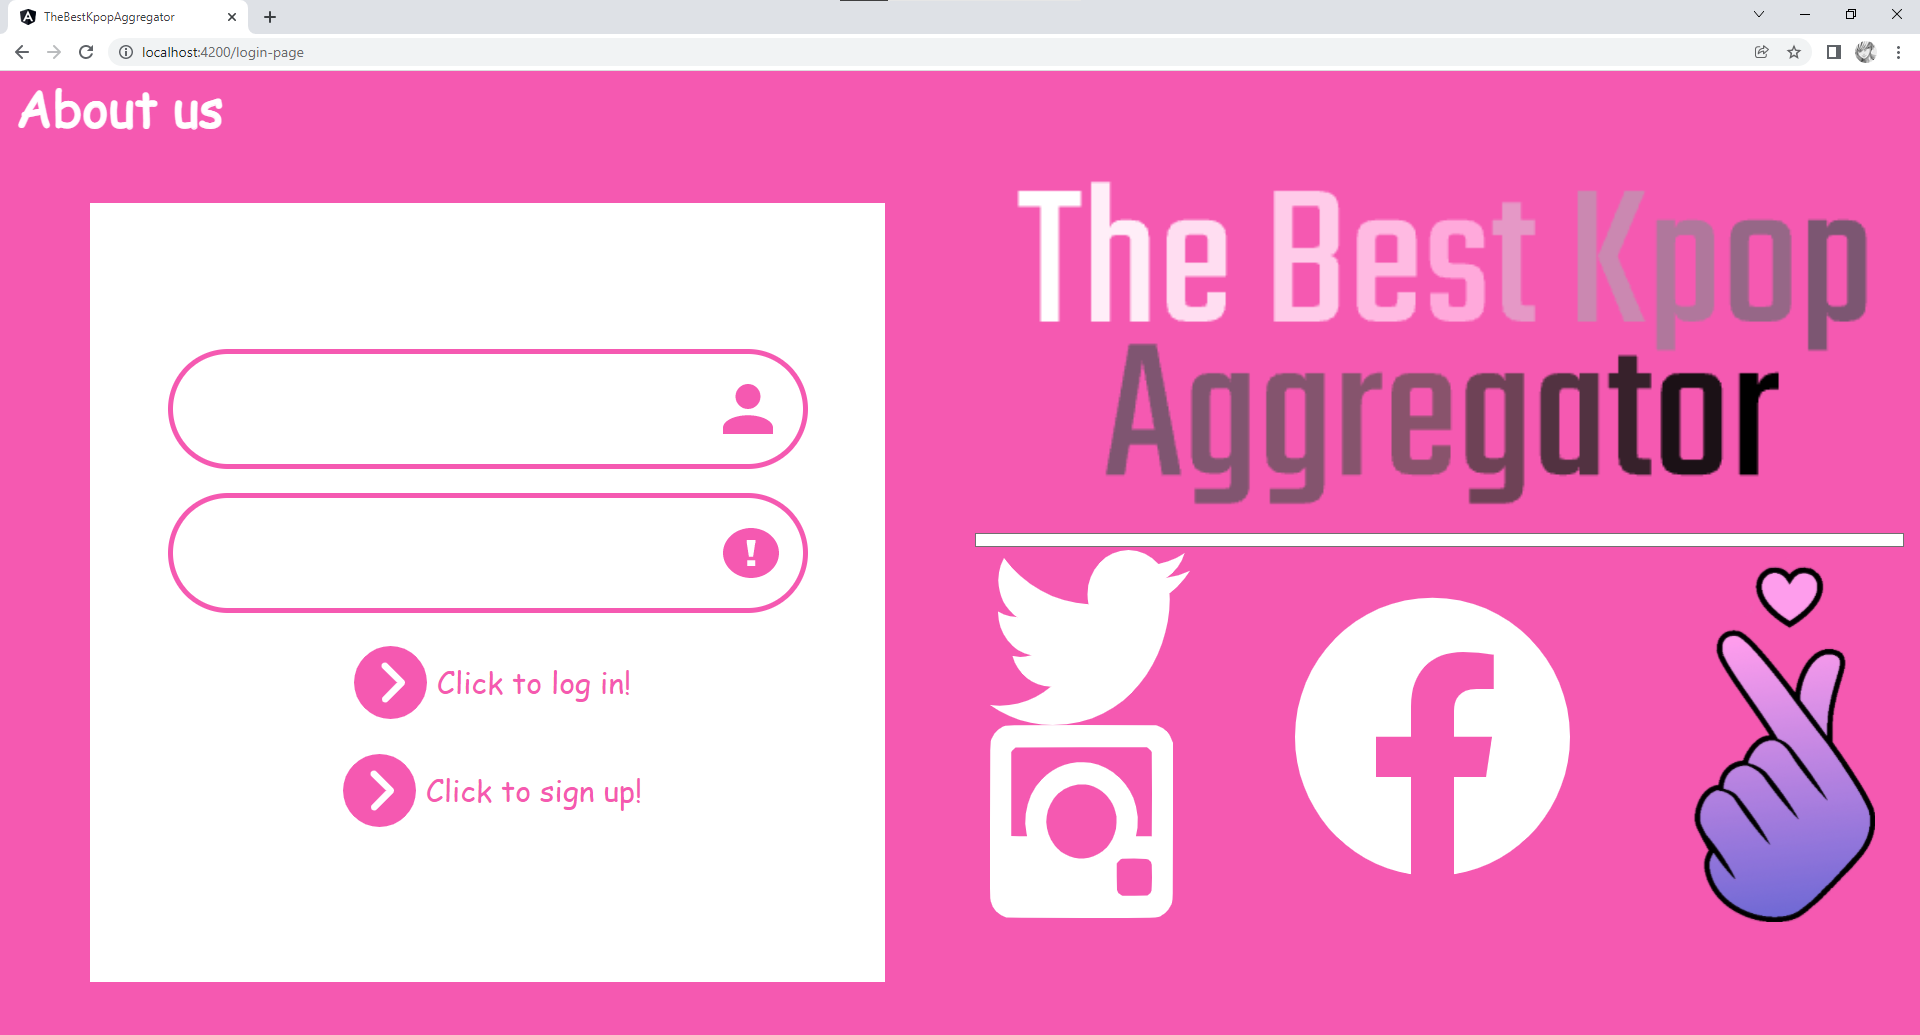 TheBestKpopAggregator
localhost:4200/login-page
About us
The Best Kpop
Aggregator
Click to log in!
Click to sign up!